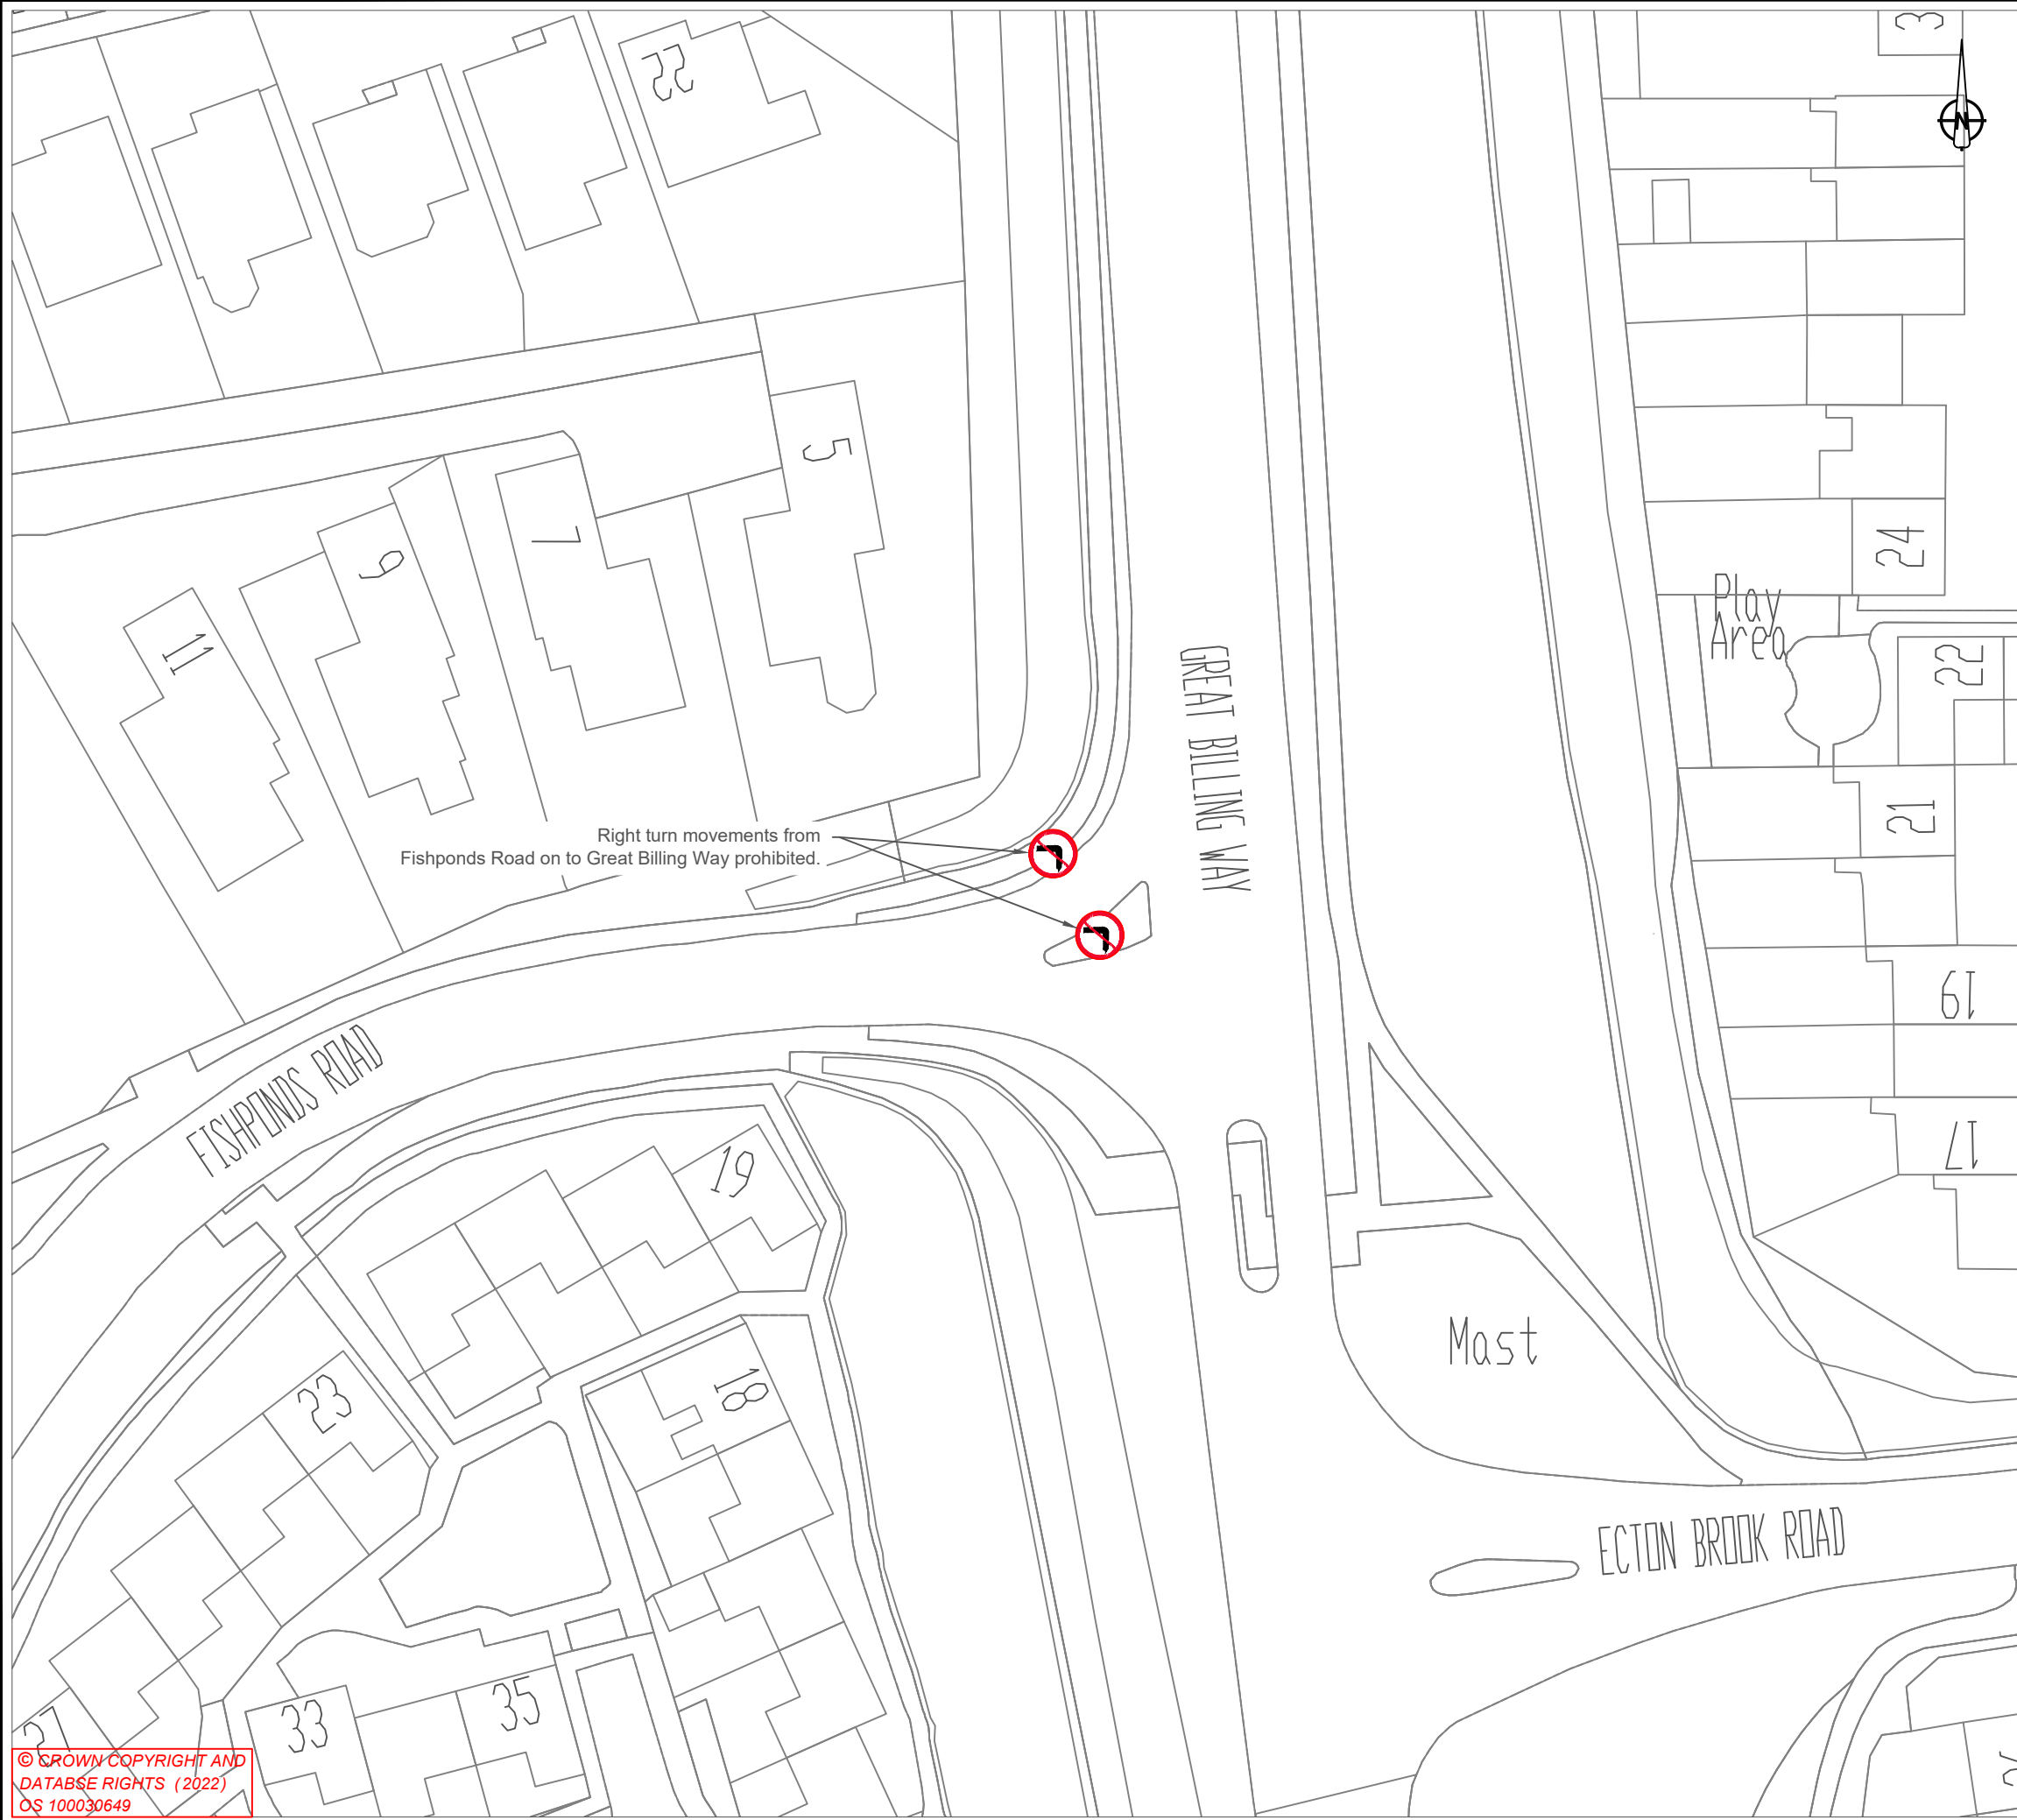 3
22
N
5
7
9
11
24
Play
Area
22
GREAT BILLING WAY
21
Right turn movements from
Fishponds Road on to Great Billing Way prohibited.
19
FISHPONDS ROAD
17
19
Mast
18
23
ECTON BROOK ROAD
35
33
© CROWN COPYRIGHT AND
DATABSE RIGHTS (2022)
OS 100030649